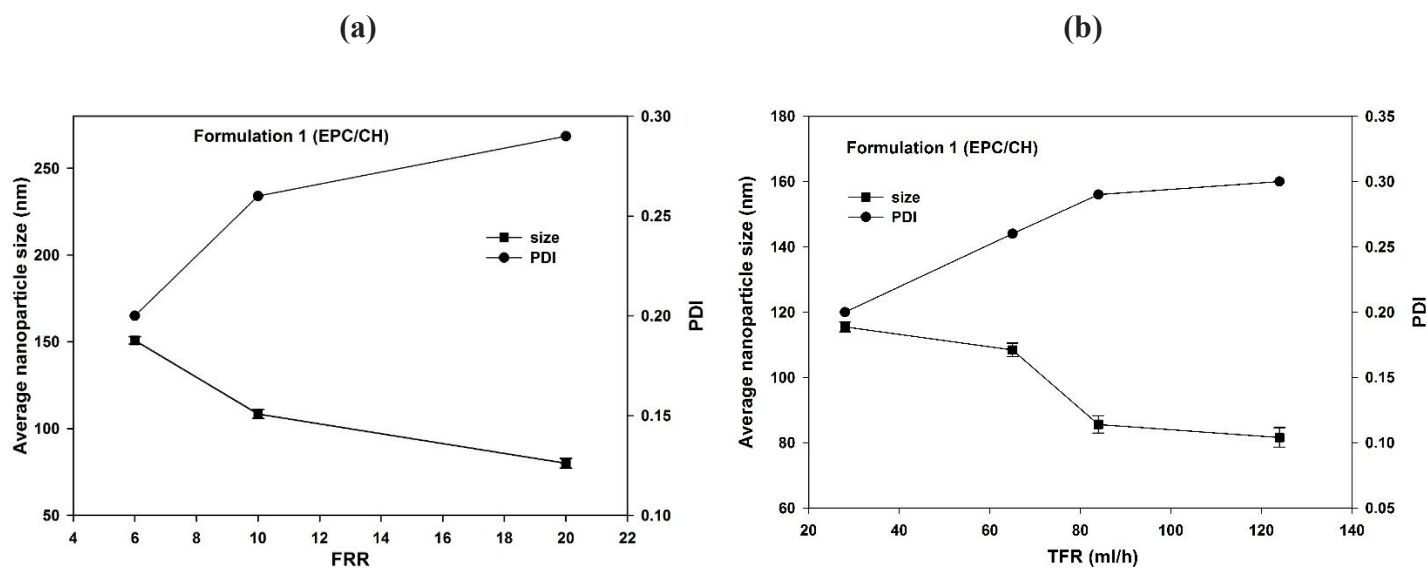 (a)
Formulation 1 (EPC/CH)
size
PDI
Average nanoparticle size (nm)
250
200
150
100
50
0.30
0.25
0.20
0.15
0.10
PDI
4 6 8 10 12 14 16 18 20 22
FRR
(b)
Formulation 1 (EPC/CH)
size
PDI
Average nanoparticle size (nm)
180
160
140
120
100
80
60
0.35
0.30
0.25
0.20
0.15
0.10
0.05
PDI
20 40 60 80 100 120 140
TFR (ml/h)